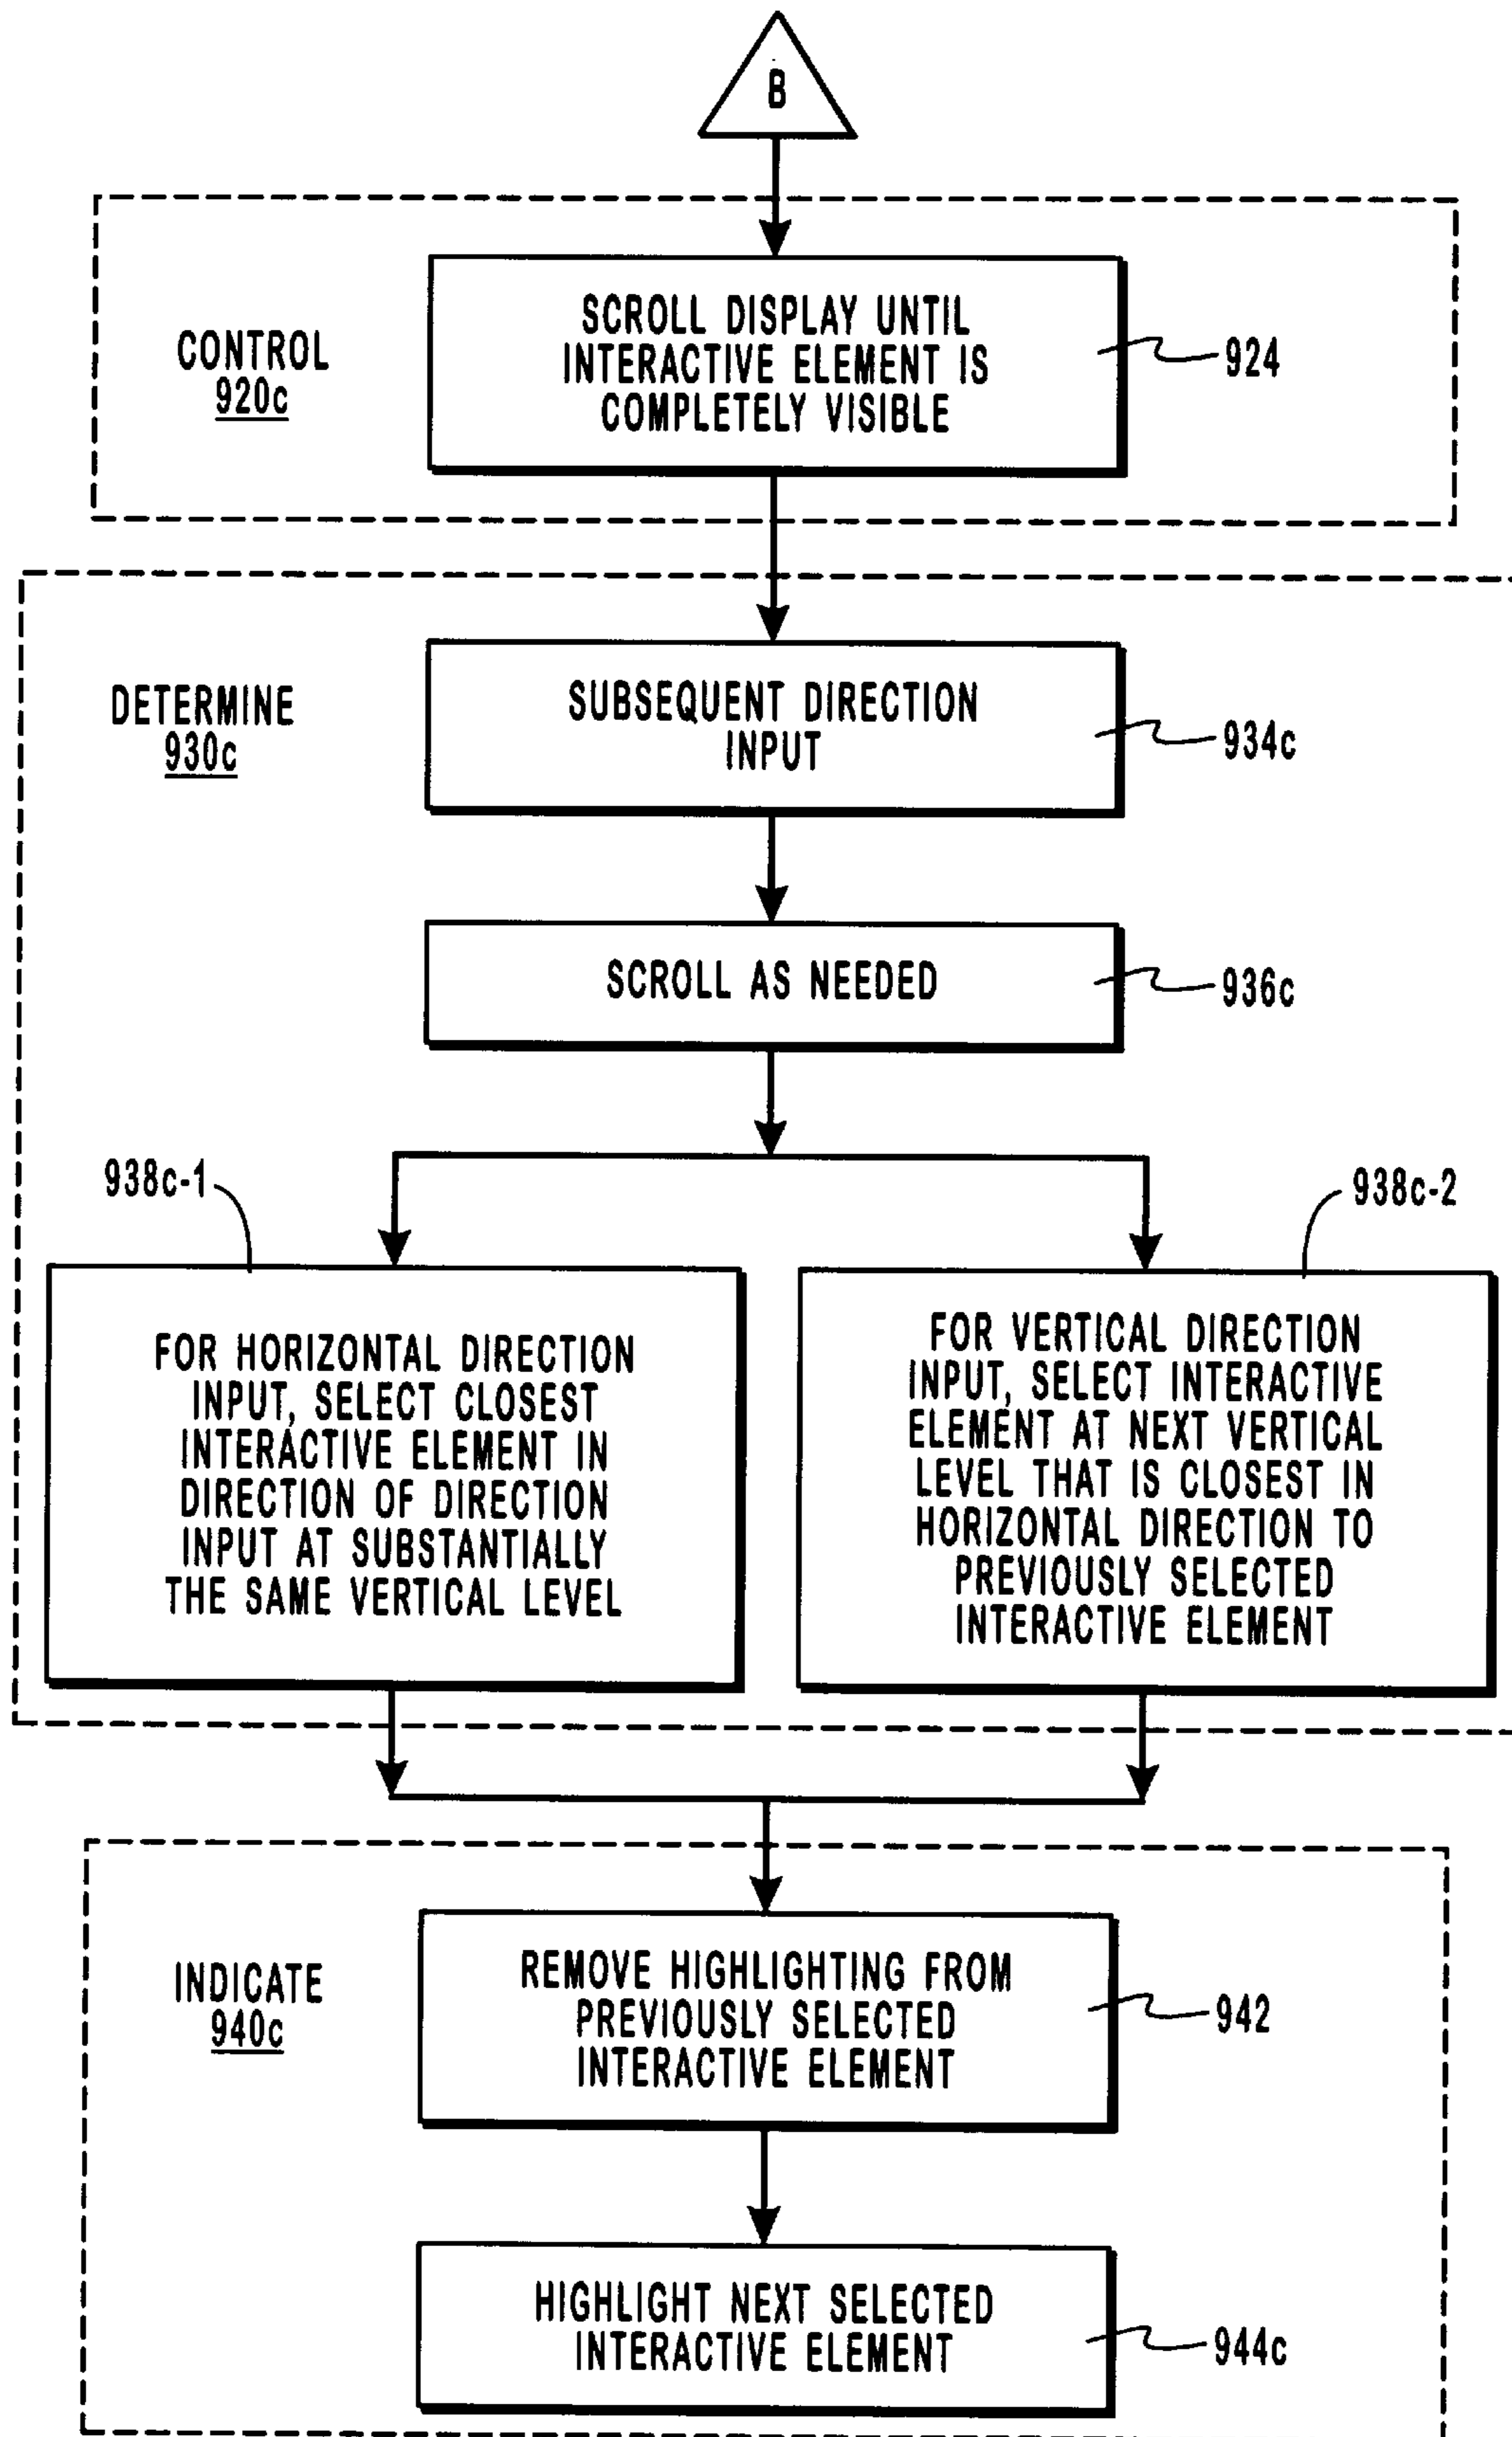 B
CONTROL
920c
SCROLL DISPLAY UNTIL
INTERACTIVE ELEMENT IS
COMPLETELY VISIBLE
924
DETERMINE
930c
SUBSEQUENT DIRECTION
INPUT
934c
SCROLL AS NEEDED
936c
938c-1
938c-2
FOR HORIZONTAL DIRECTION
INPUT, SELECT CLOSEST
INTERACTIVE ELEMENT IN
DIRECTION OF DIRECTION
INPUT AT SUBSTANTIALLY
THE SAME VERTICAL LEVEL
FOR VERTICAL DIRECTION
INPUT, SELECT INTERACTIVE
ELEMENT AT NEXT VERTICAL
LEVEL THAT IS CLOSEST IN
HORIZONTAL DIRECTION TO
PREVIOUSLY SELECTED
INTERACTIVE ELEMENT
INDICATE
940c
REMOVE HIGHLIGHTING FROM
PREVIOUSLY SELECTED
INTERACTIVE ELEMENT
942
HIGHLIGHT NEXT SELECTED
INTERACTIVE ELEMENT
944c